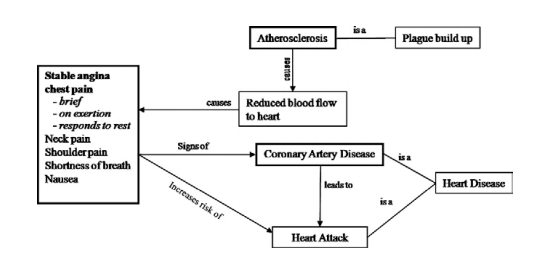 Atherosclerosis
is a
Plague build up
causes
Stable angina
chest pain
- brief
- on exertion
- responds to rest
Neck pain
Shoulder pain
Shortness of breath
Nausea
causes
Reduced blood flow
to heart
Signs of
Coronary Artery Disease
is a
Heart Disease
leads to
Increases risk of
is a
Heart Attack